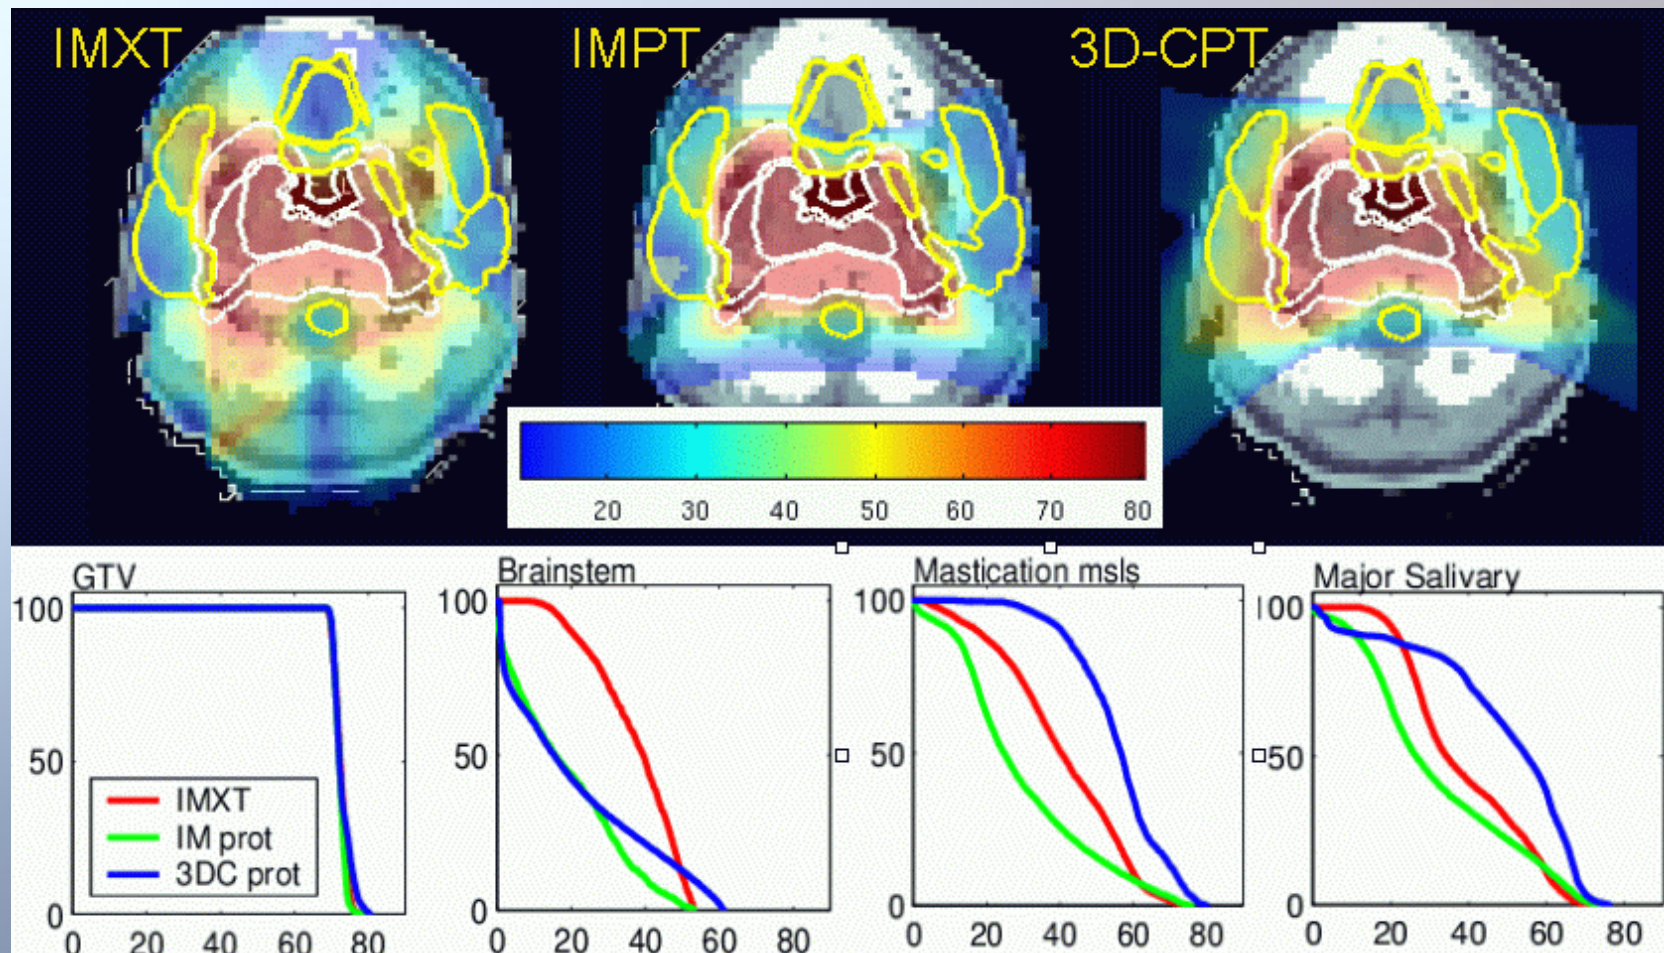 IMXT IMPT 3D-CPT
20 30 40 50 60 70 80
GTV
100
50
0
0 20 40 60 80
IMXT
IM prot
3DC prot
Brainstem
100
50
0
0 20 40 60 80
Mastication msls
100
50
0
0 20 40 60 80
Major Salivary
100
50
0
0 20 40 60 80